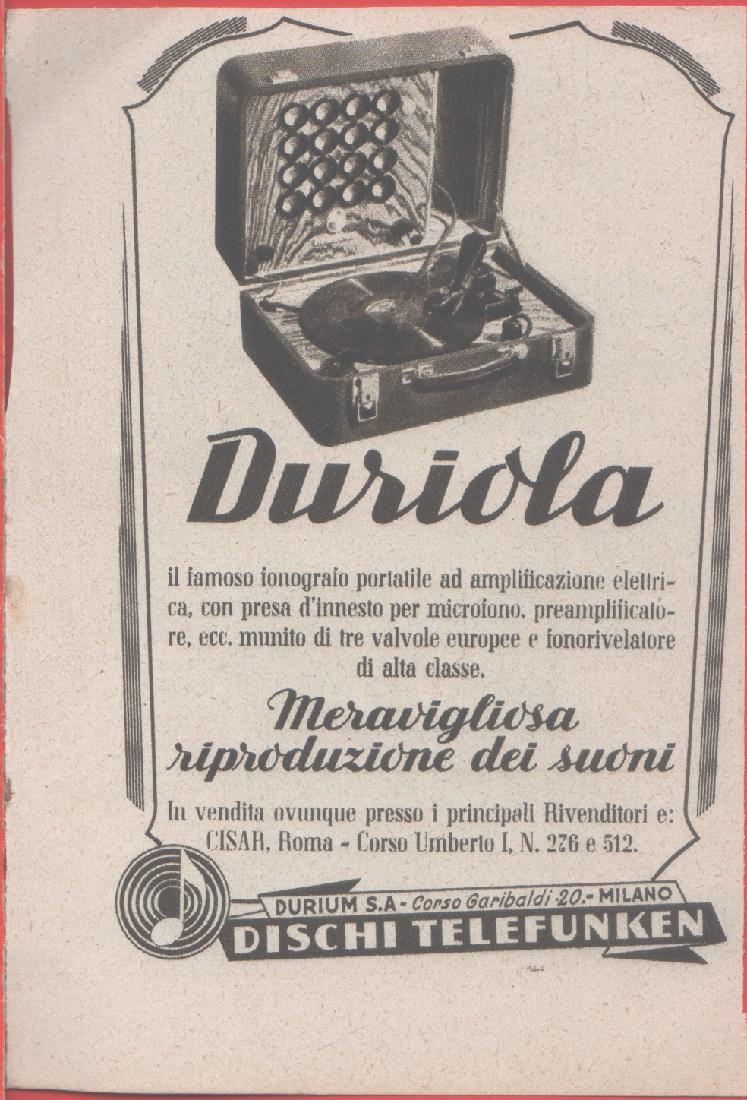 Duriola
il famoso fonografo portatile ad amplificazione elettri-
ca, con presa d'innesto per microfono, preamplificato-
re, ecc. munito di tre valvole europee e fonorivelatore
di alta classe.
Meravigliosa
riproduzione dei suoni
In vendita ovunque presso i principali Rivenditori e:
CISAR, Roma - Corso Umberto I, N. 276 e 512.
DURIUM S.A - Corso Garibaldi 20.- MILANO
DISCHI TELEFUNKEN